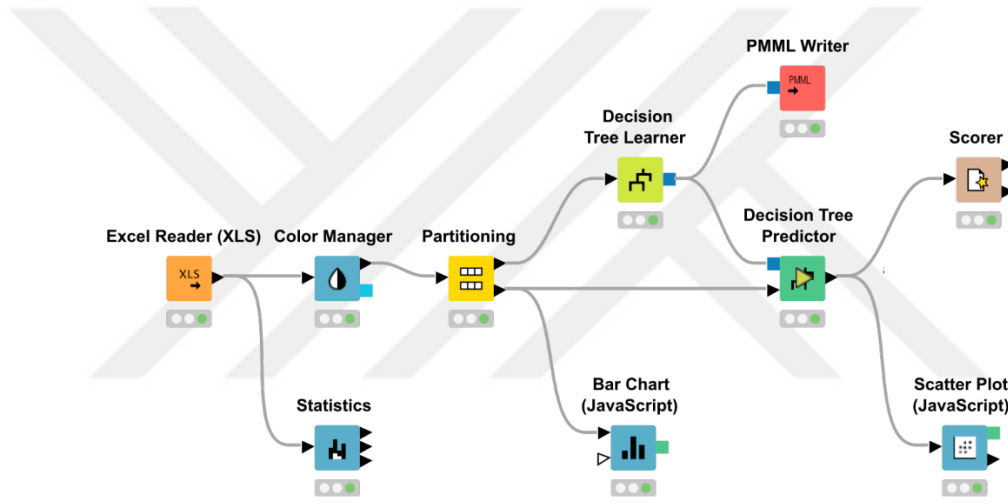 PMML Writer
PMML
Decision
Tree Learner
Scorer
Excel Reader (XLS)
Color Manager
Partitioning
Decision Tree
Predictor
XLS
Statistics
Bar Chart
(JavaScript)
Scatter Plot
(JavaScript)